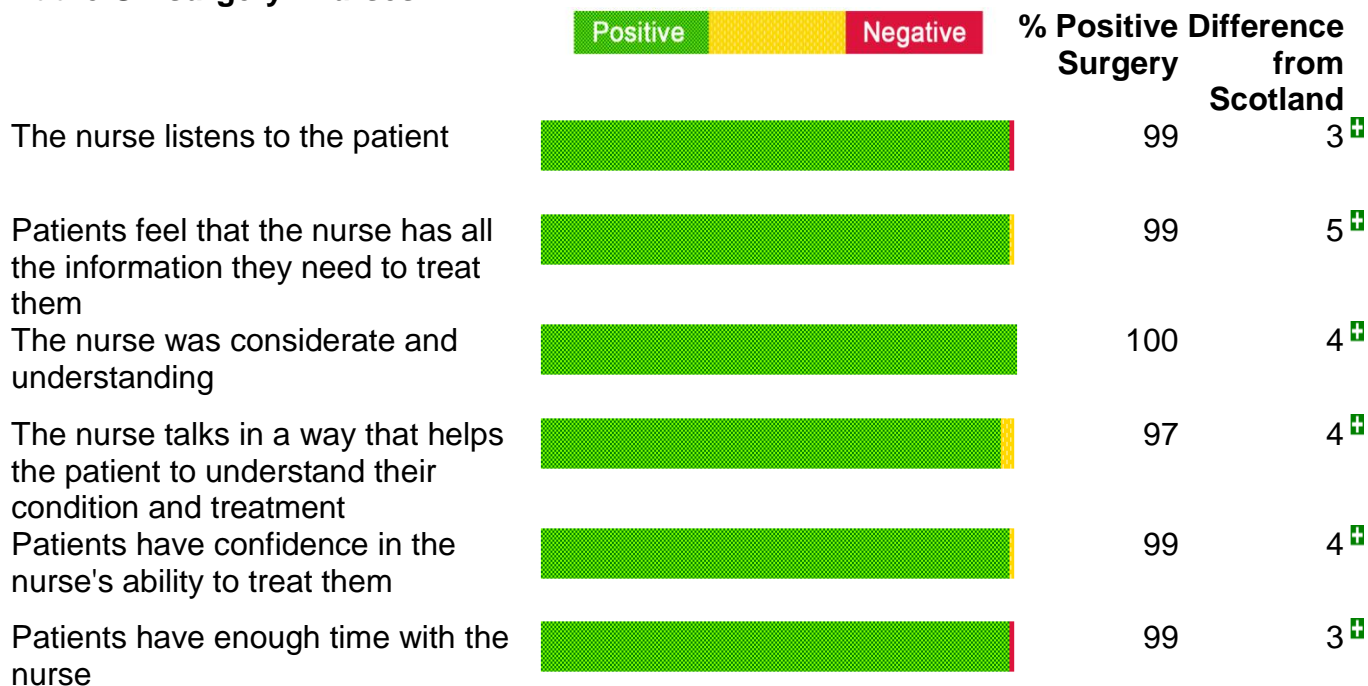 Positive Negative % Positive Difference
Surgery from
Scotland
The nurse listens to the patient 99 3 +
Patients feel that the nurse has all 99 5 +
the information they need to treat
them
The nurse was considerate and 100 4 +
understanding
The nurse talks in a way that helps 97 4 +
the patient to understand their
condition and treatment
Patients have confidence in the 99 4 +
nurse's ability to treat them
Patients have enough time with the 99 3 +
nurse